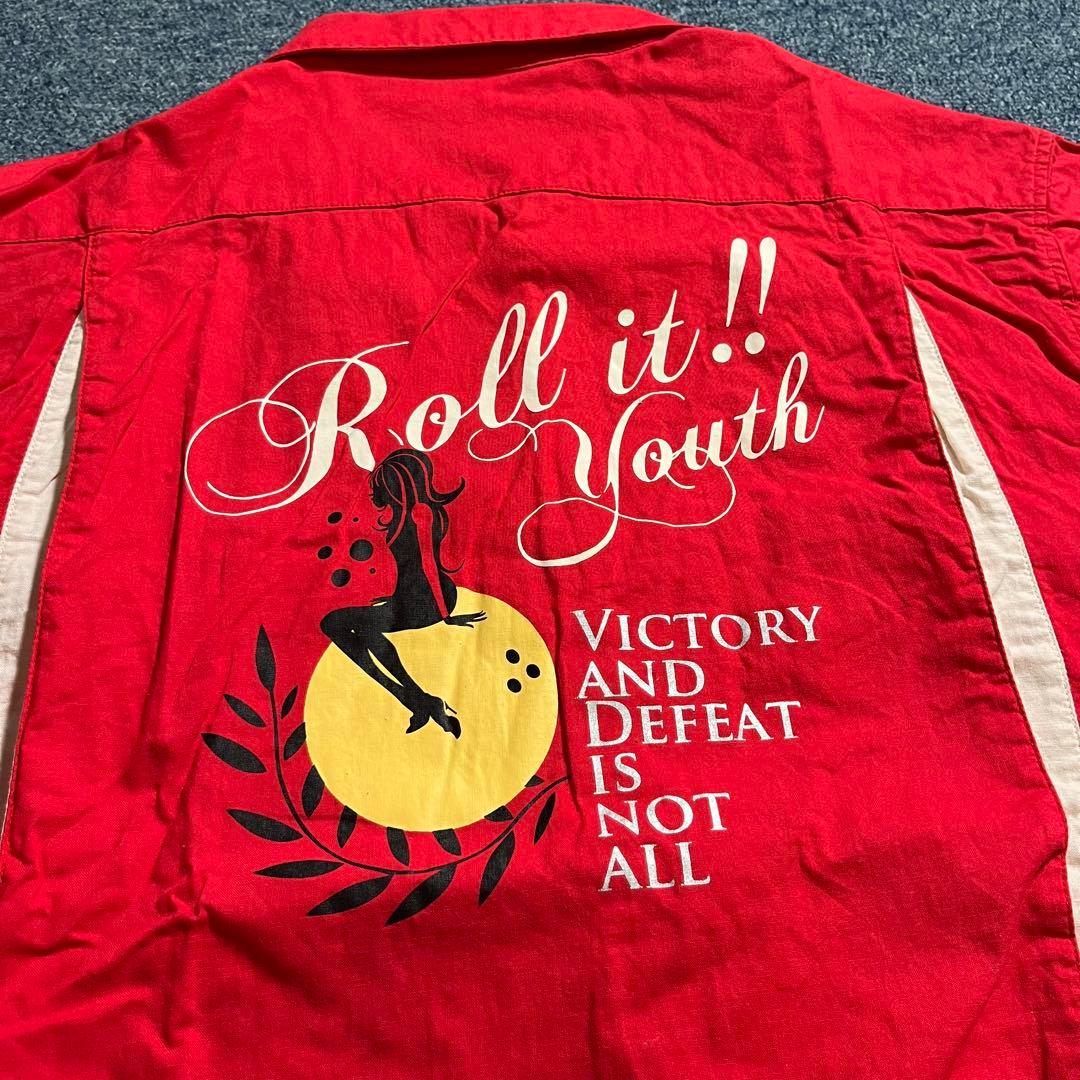 Roll it!!
Youth
VICTORY
AND
DEFEAT
IS
NOT
ALL